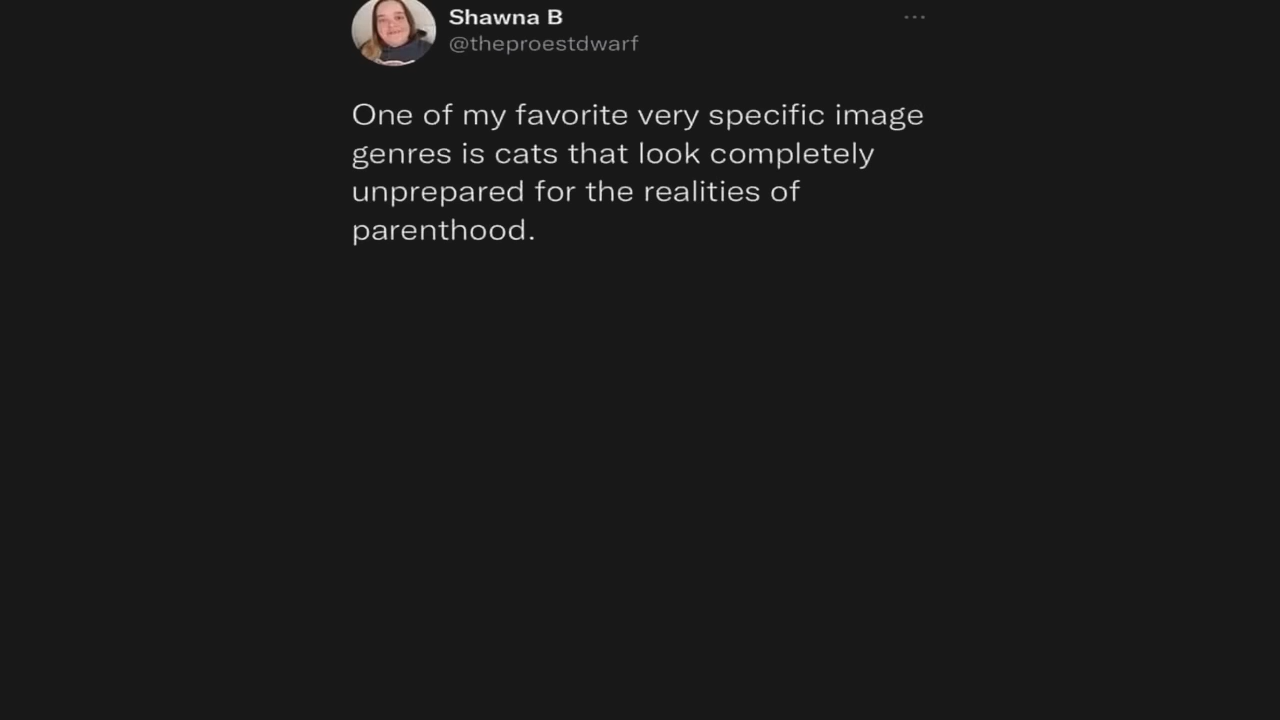 Shawna B
@theproestdwarf
One of my favorite very specific image
genres is cats that look completely
unprepared for the realities of
parenthood.